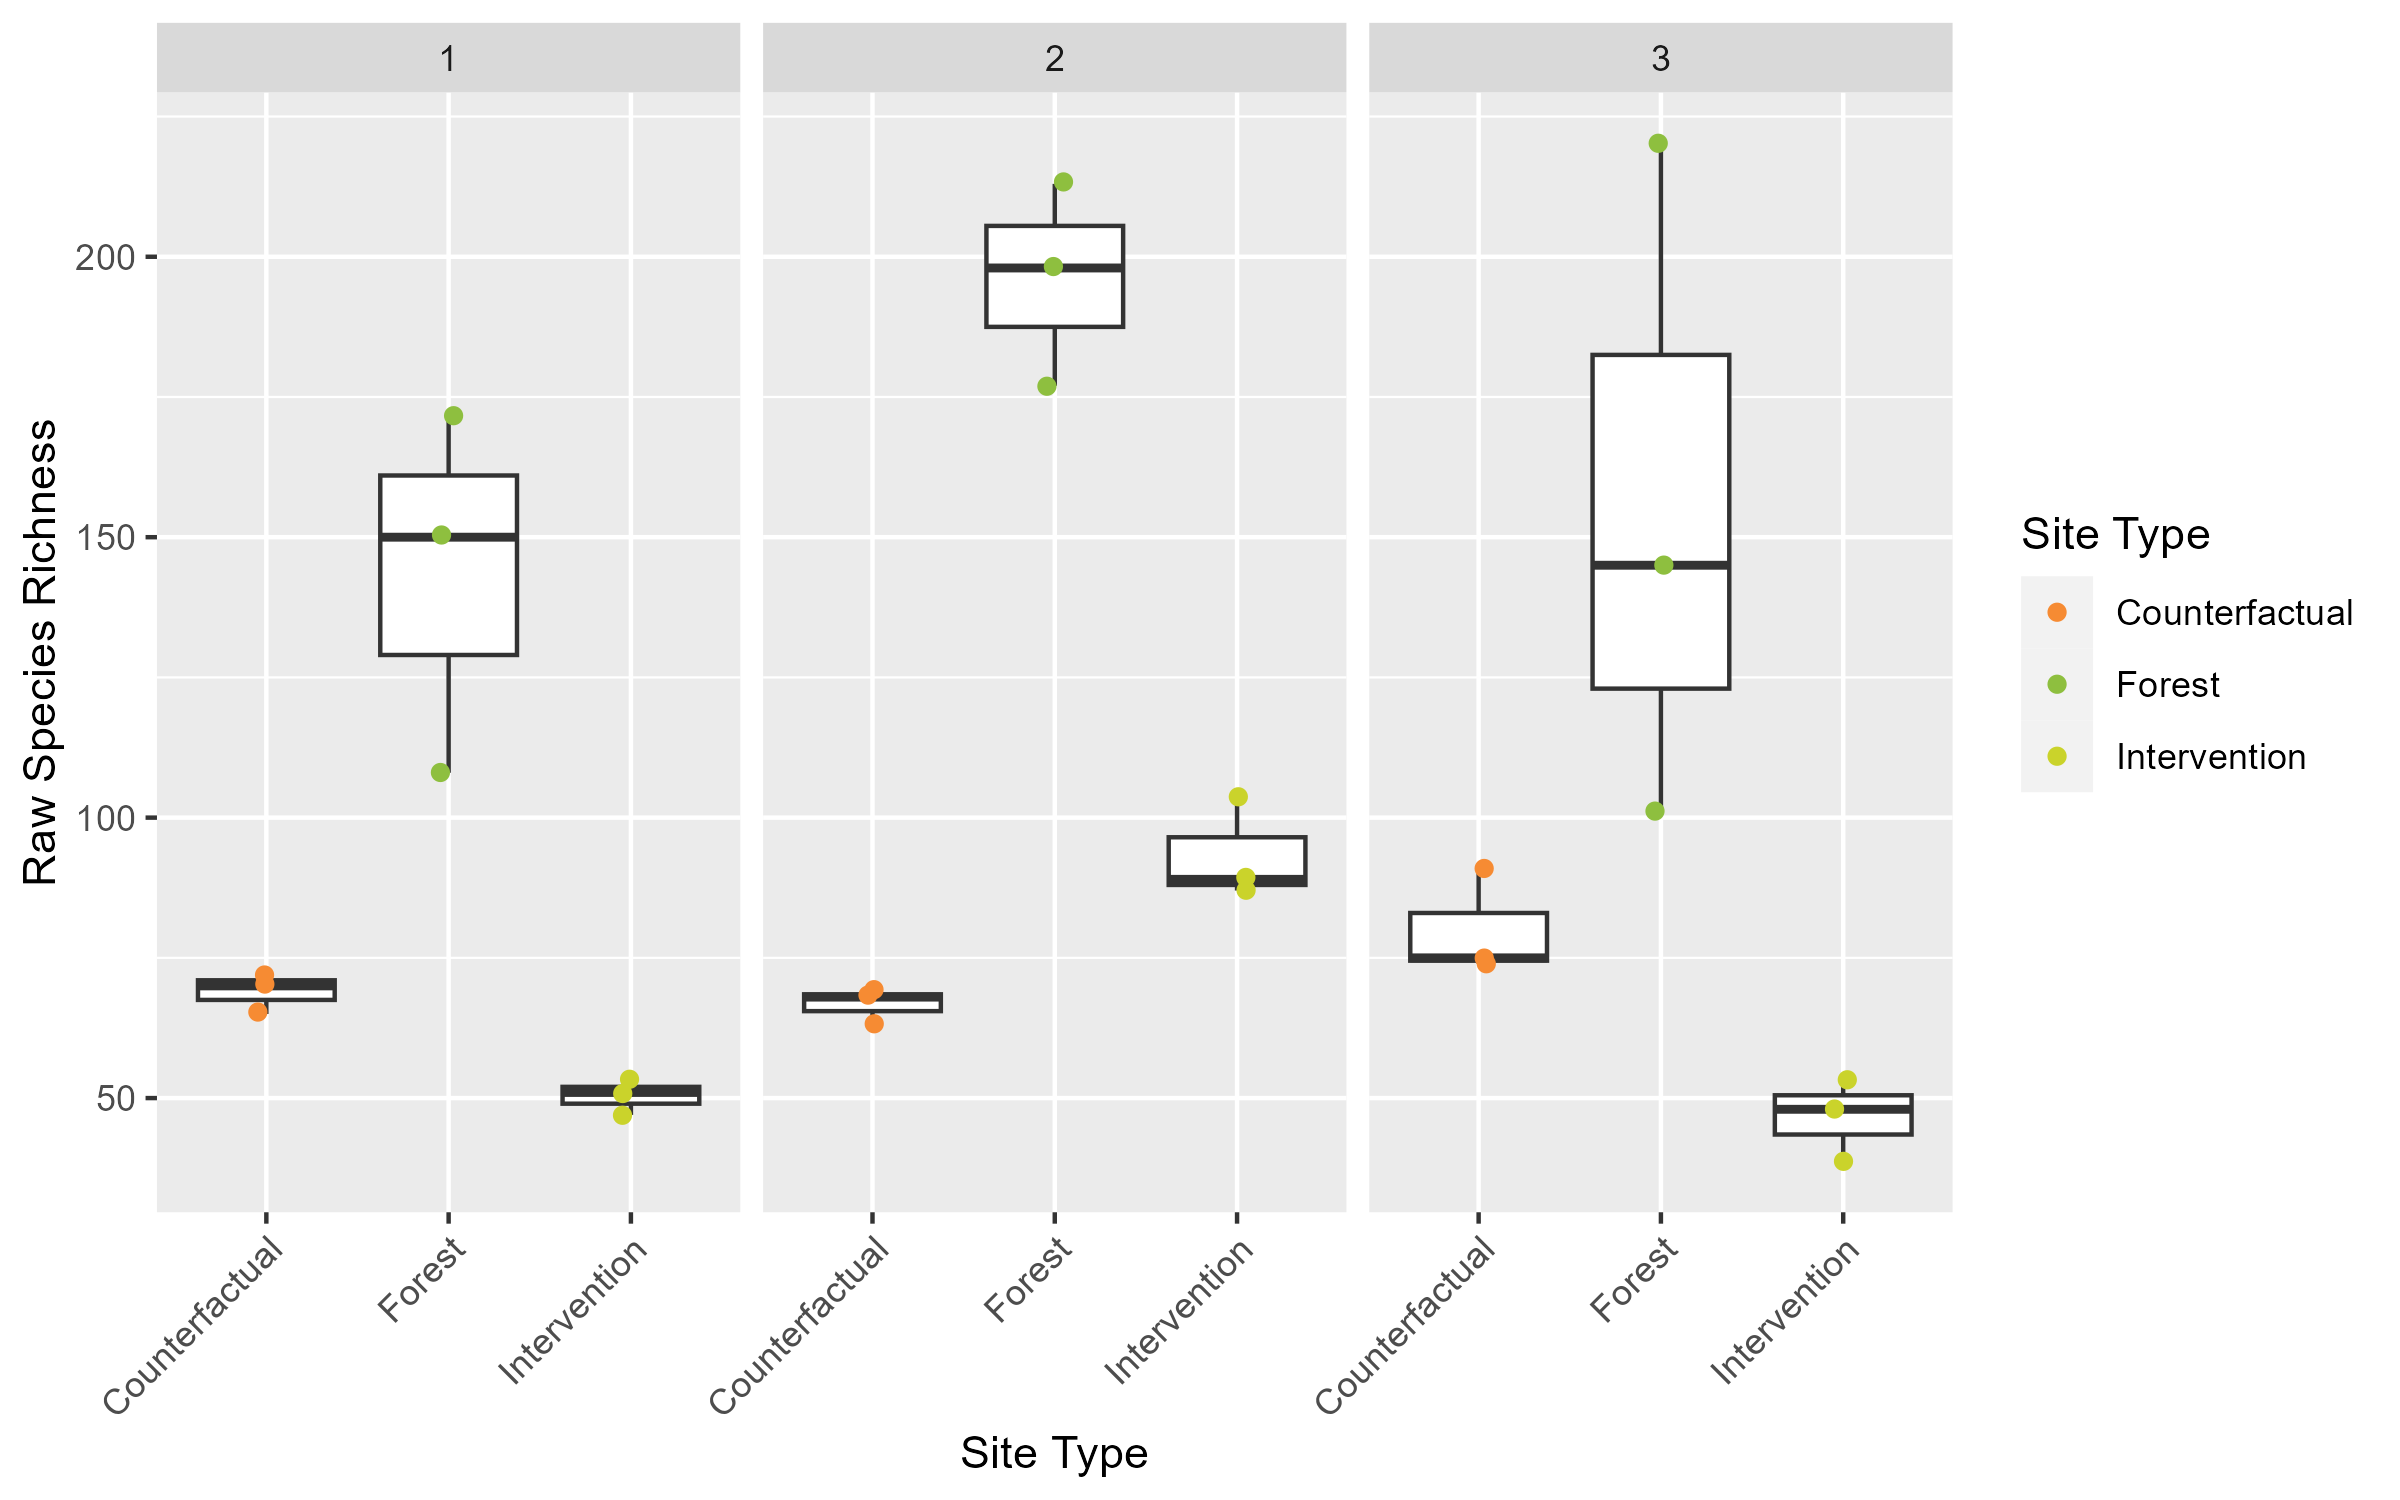 1
2
3
Raw Species Richness
200
150
100
50
Counterfactual
Forest
Intervention
Counterfactual
Forest
Intervention
Counterfactual
Forest
Intervention
Site Type
Site Type
Counterfactual
Forest
Intervention